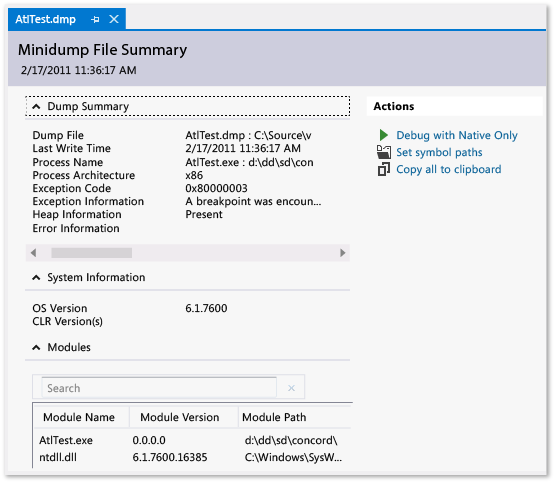 AtlTest.dmp
Minidump File Summary
2/17/2011 11:36:17 AM
Dump Summary
Dump File AtlTest.dmp : C:\Source\v
Last Write Time 2/17/2011 11:36:17 AM
Process Name AtlTest.exe : d:\dd\sd\con
Process Architecture x86
Exception Code 0x80000003
Exception Information A breakpoint was encoun...
Heap Information Present
Error Information
System Information
OS Version 6.1.7600
CLR Version(s)
Modules
Search
Module Name Module Version Module Path
AtlTest.exe 0.0.0.0 d:\dd\sd\concord\
ntdll.dll 6.1.7600.16385 C:\Windows\SysW...
Actions
Debug with Native Only
Set symbol paths
Copy all to clipboard